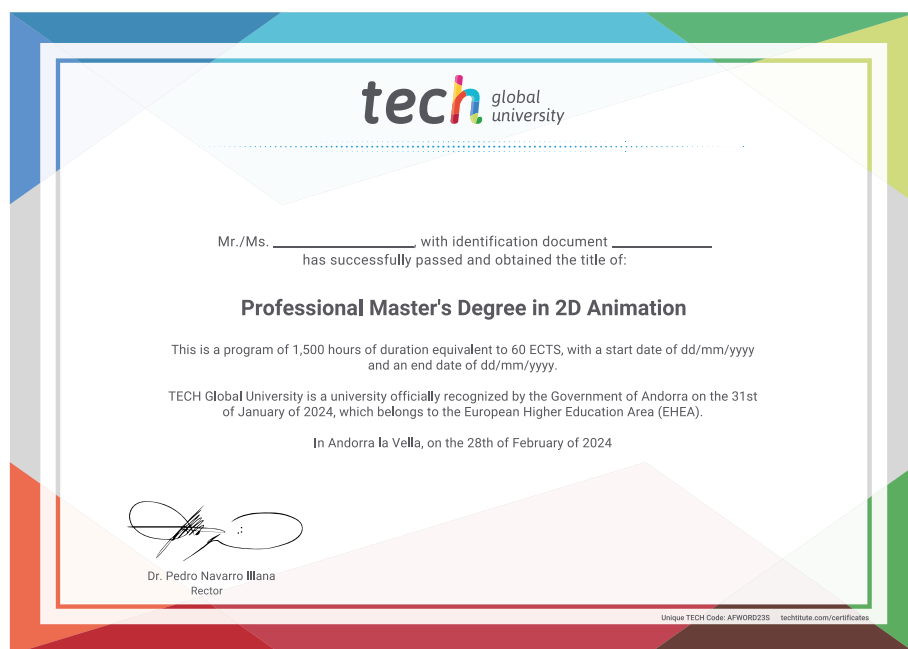 tech global university
Mr./Ms. ____________, with identification document ____________
has successfully passed and obtained the title of:
Professional Master's Degree in 2D Animation
This is a program of 1,500 hours of duration equivalent to 60 ECTS, with a start date of dd/mm/yyyy
and an end date of dd/mm/yyyy.
TECH Global University is a university officially recognized by the Government of Andorra on the 31st
of January of 2024, which belongs to the European Higher Education Area (EHEA).
In Andorra la Vella, on the 28th of February of 2024
Dr. Pedro Navarro Illana
Rector
Unique TECH Code: AFWORD23S techtitute.com/certificates